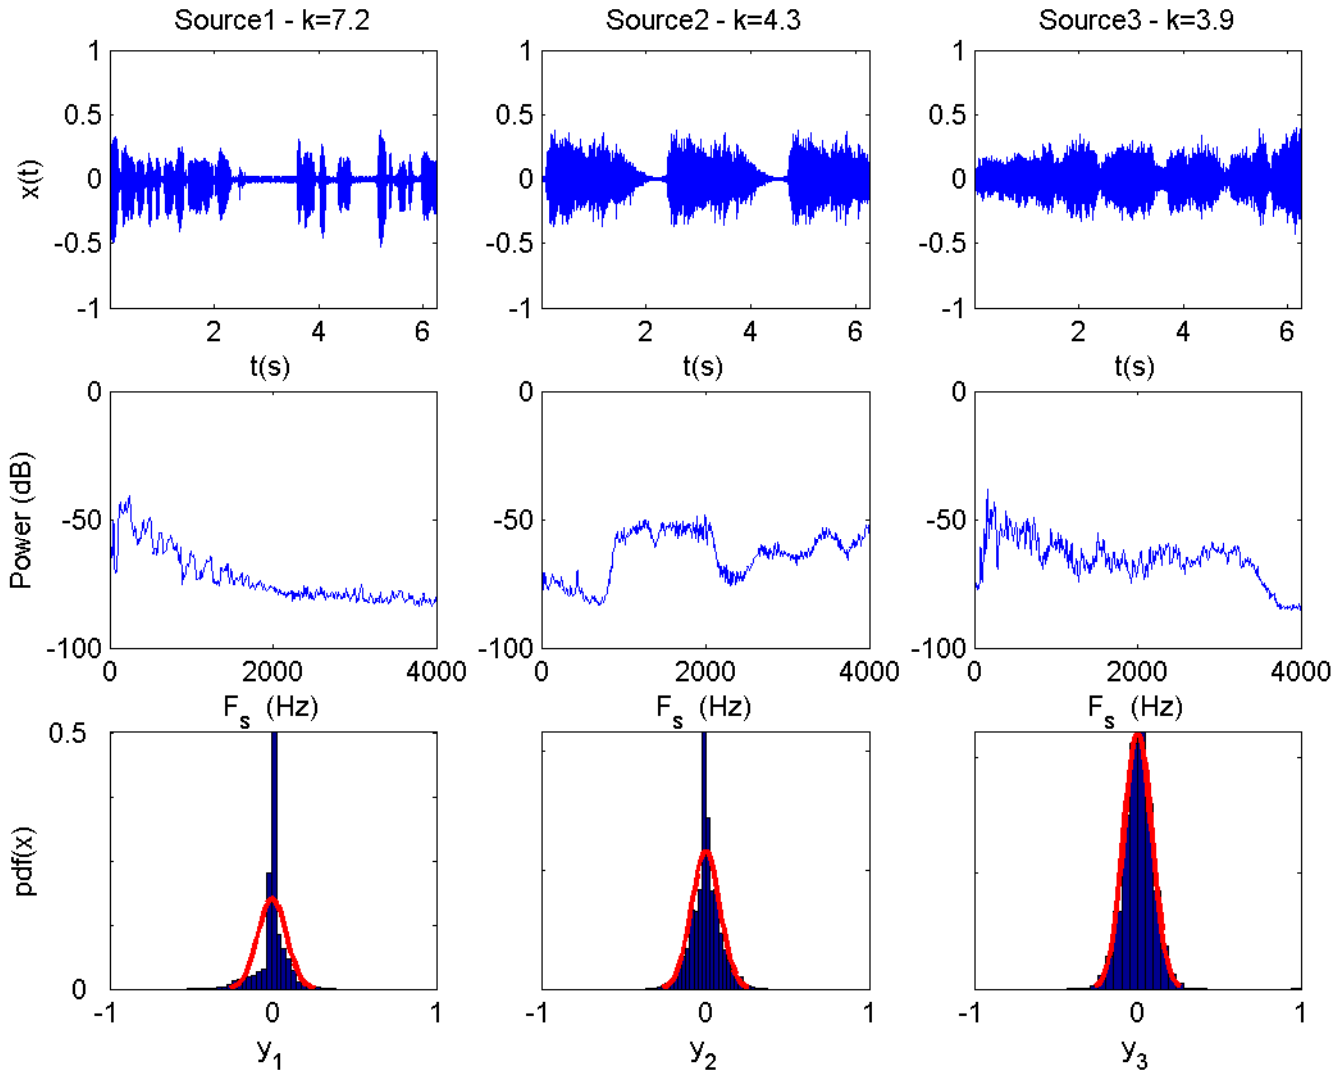 Source1 - k=7.2 Source2 - k=4.3 Source3 - k=3.9
1 1 1
0.5 0.5 0.5
x(t) 0 0 0
-0.5 -0.5 -0.5
-1 -1 -1
2 4 6 2 4 6 2 4 6
t(s) t(s) t(s)
0 0 0
Power (dB) -50 -50 -50
-100 -100 -100
0 2000 4000 0 2000 4000 0 2000 4000
F_s (Hz) F_s (Hz) F_s (Hz)
0.5
pdf(x)
0
-1 0 1 -1 0 1 -1 0 1
y_1 y_2 y_3